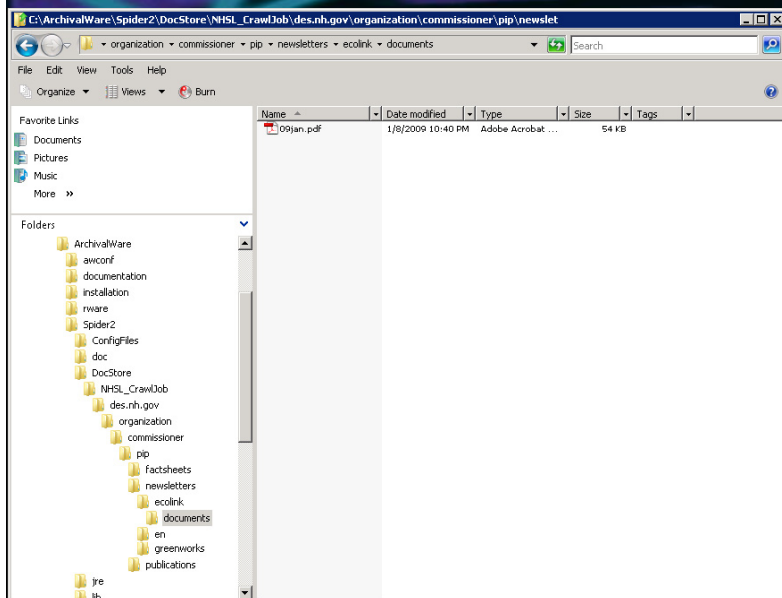 C:\ArchivalWare\Spider2\DocStore\NHSL_CrawlJob\des.nh.gov\organization\commissioner\pip\newslet
organization commissioner pip newsletters ecolink documents Search
File Edit View Tools Help
Organize Views Burn
Favorite Links
Documents
Pictures
Music
More »
Folders
ArchivalWare
awconf
documentation
installation
rware
Spider2
ConfigFiles
doc
DocStore
NHSL_CrawlJob
des.nh.gov
organization
commissioner
pip
factsheets
newsletters
ecolink
documents
en
greenworks
publications
jre
lib
Name Date modified Type Size Tags
09jan.pdf 1/8/2009 10:40 PM Adobe Acrobat ... 54 KB